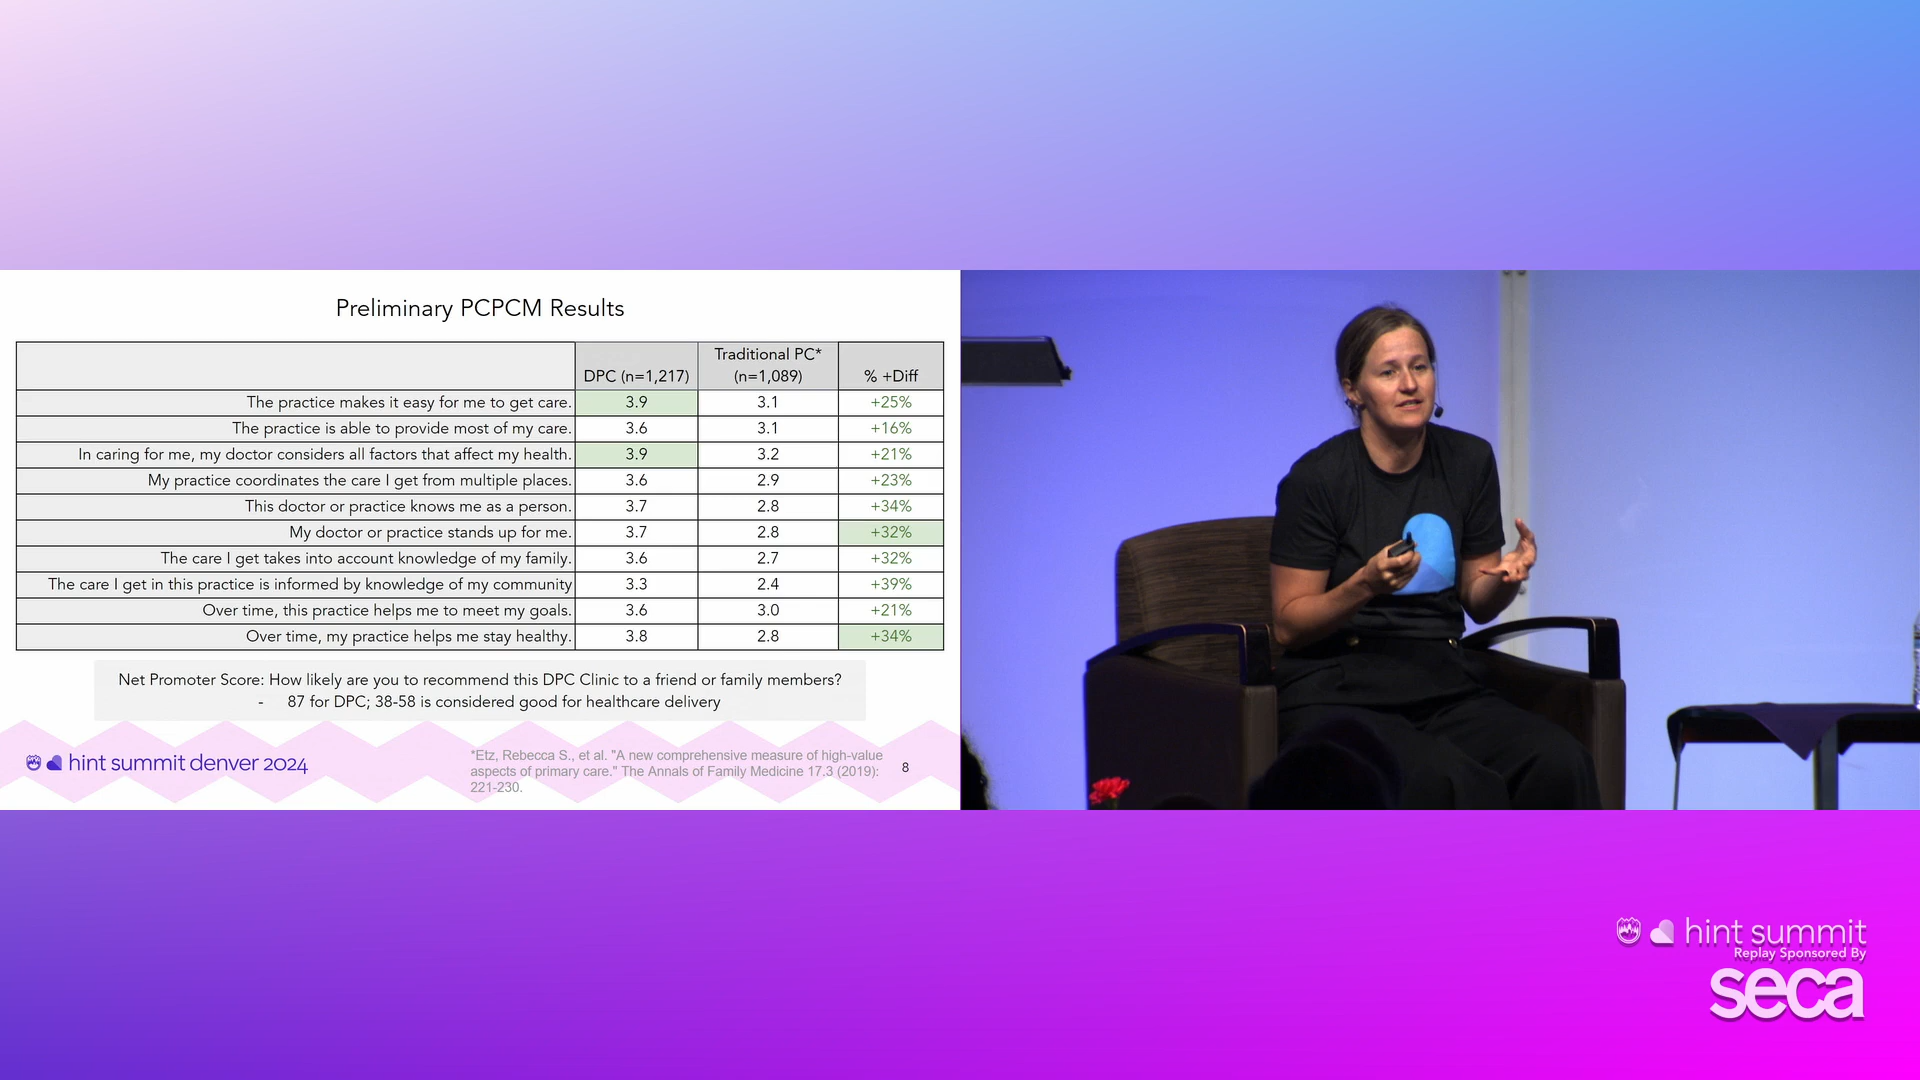 Preliminary PCPCM Results
DPC (n=1,217)
Traditional PC*
(n=1,089)
% +Diff
The practice makes it easy for me to get care. 3.9 3.1 +25%
The practice is able to provide most of my care. 3.6 3.1 +16%
In caring for me, my doctor considers all factors that affect my health. 3.9 3.2 +21%
My practice coordinates the care I get from multiple places. 3.6 2.9 +23%
This doctor or practice knows me as a person. 3.7 2.8 +34%
My doctor or practice stands up for me. 3.7 2.8 +32%
The care I get takes into account knowledge of my family. 3.6 2.7 +32%
The care I get in this practice is informed by knowledge of my community 3.3 2.4 +39%
Over time, this practice helps me to meet my goals. 3.6 3.0 +21%
Over time, my practice helps me stay healthy. 3.8 2.8 +34%
Net Promoter Score: How likely are you to recommend this DPC Clinic to a friend or family members?
- 87 for DPC; 38-58 is considered good for healthcare delivery
hint summit denver 2024
*Etz, Rebecca S., et al. "A new comprehensive measure of high-value
aspects of primary care." The Annals of Family Medicine 17.3 (2019):
221-230.
8
hint summit
Replay Sponsored By
seca